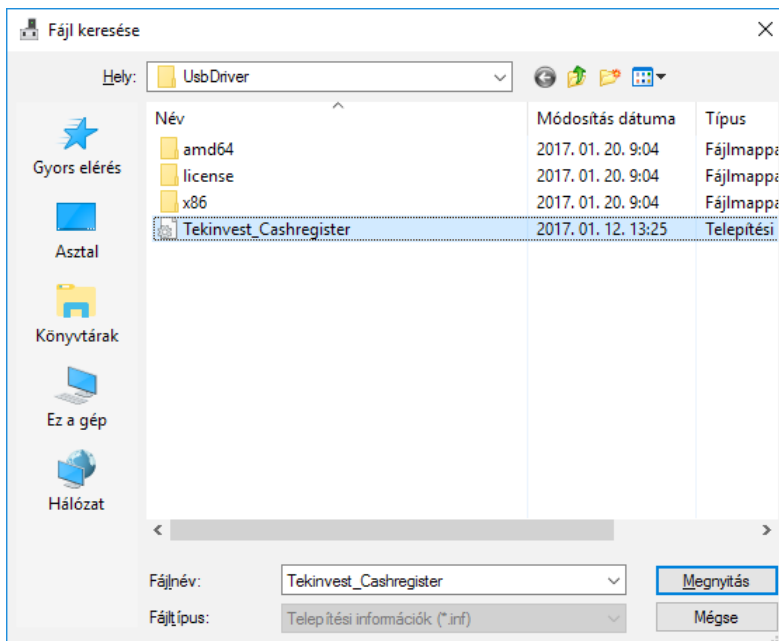 Fájl keresése
Hely: UsbDriver
Név Módosítás dátuma Típus
amd64 2017. 01. 20. 9:04 Fájlmappa
license 2017. 01. 20. 9:04 Fájlmappa
x86 2017. 01. 20. 9:04 Fájlmappa
Tekinvest_Cashregister 2017. 01. 12. 13:25 Telepítési
Gyors elérés
Asztal
Könyvtárak
Ez a gép
Hálózat
Fájlnév: Tekinvest_Cashregister Megnyitás
Fájltípus: Telepítési információk (*.inf) Mégse